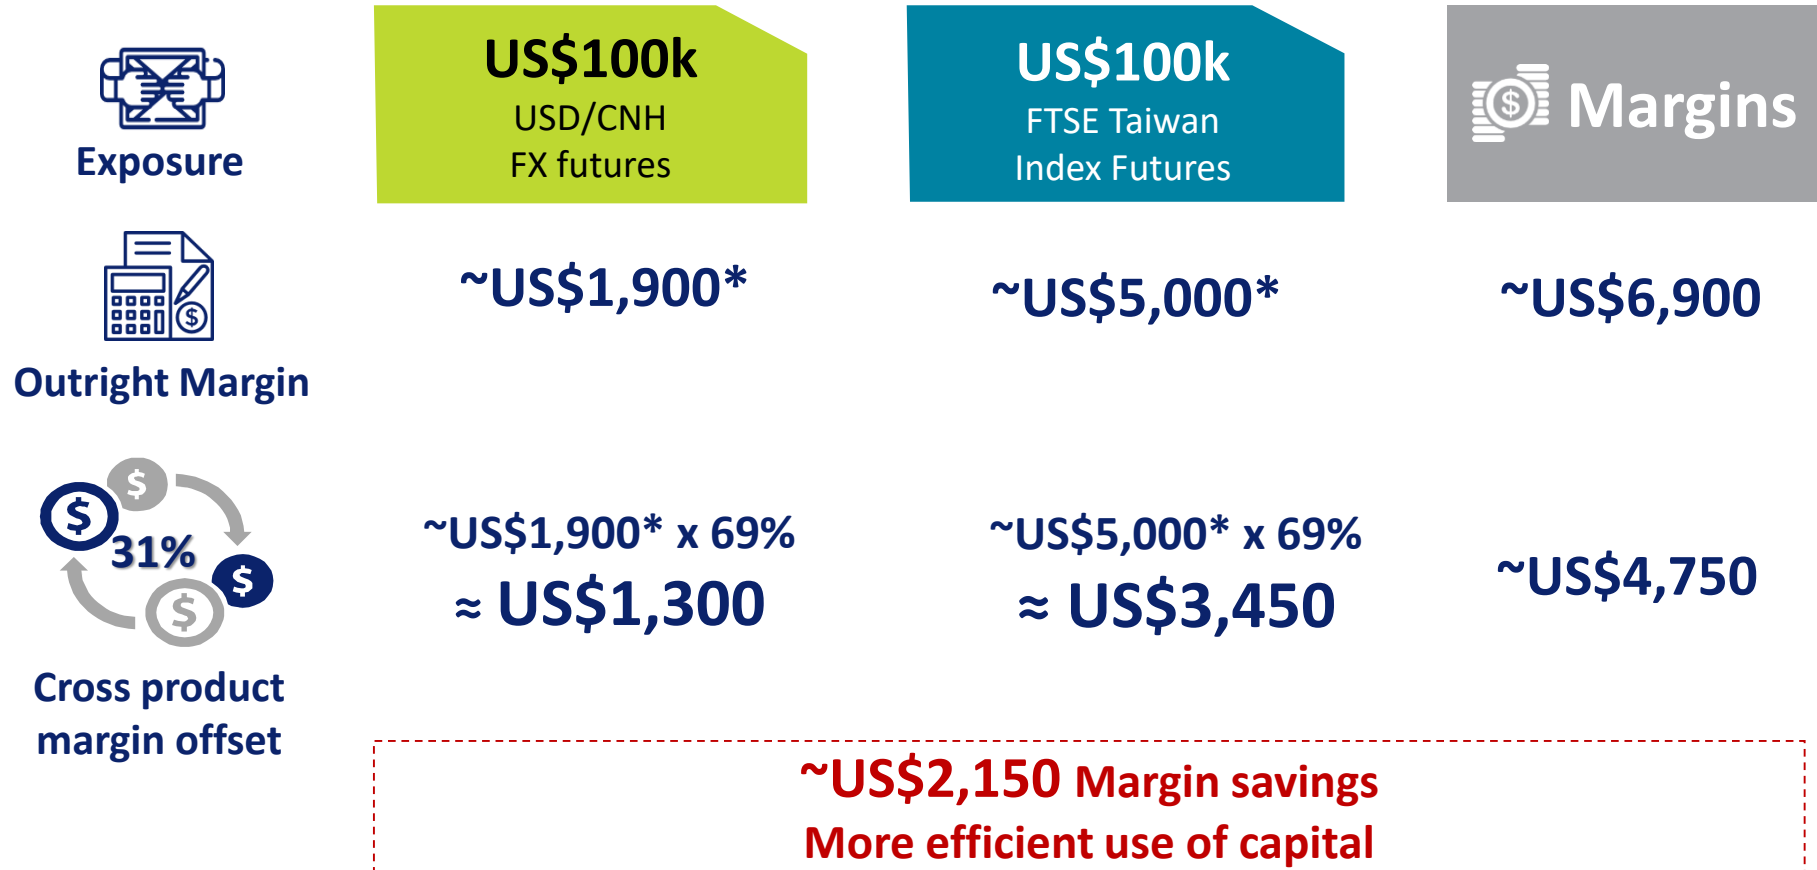 Exposure
US$100k
USD/CNH
FX futures
US$100k
FTSE Taiwan
Index Futures
$
Margins
$
Outright Margin
~US$1,900*
~US$5,000*
~US$6,900
$
$
31%
$
$
Cross product
margin offset
~US$1,900* x 69%
≈ US$1,300
~US$5,000* x 69%
≈ US$3,450
~US$4,750
~US$2,150 Margin savings
More efficient use of capital